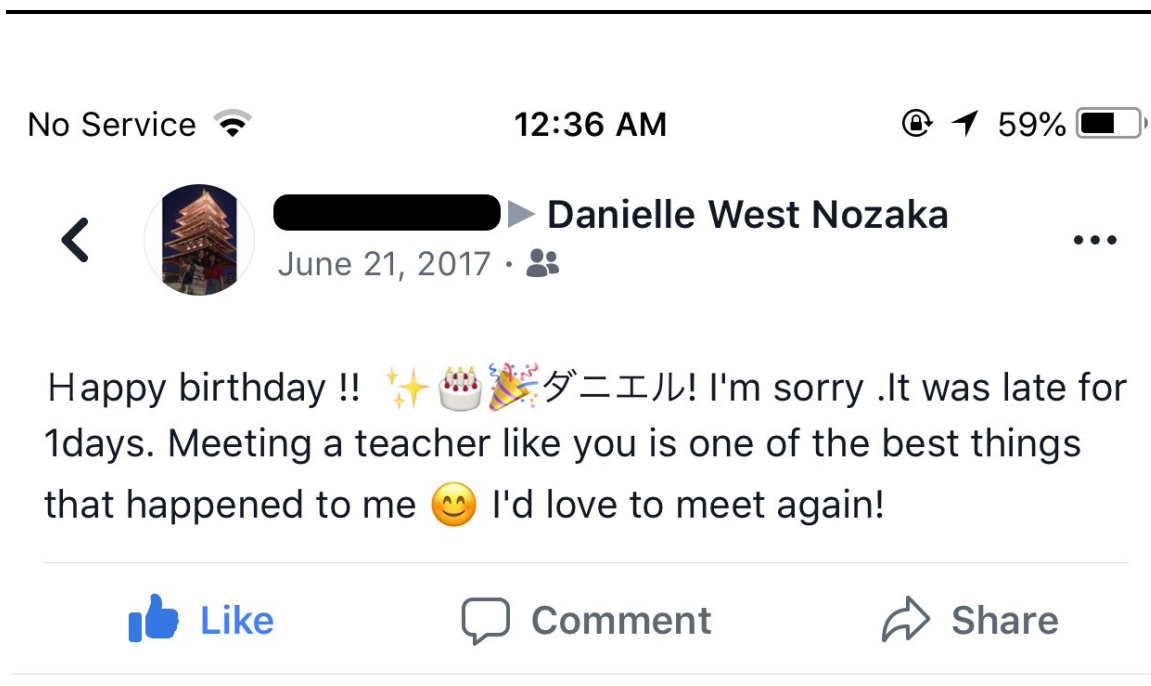 No Service 12:36 AM 59%
Danielle West Nozaka
June 21, 2017 ·
Happy birthday !! ✨🎂🎉ダニエル! I'm sorry .It was late for
1days. Meeting a teacher like you is one of the best things
that happened to me 😊 I'd love to meet again!
Like Comment Share